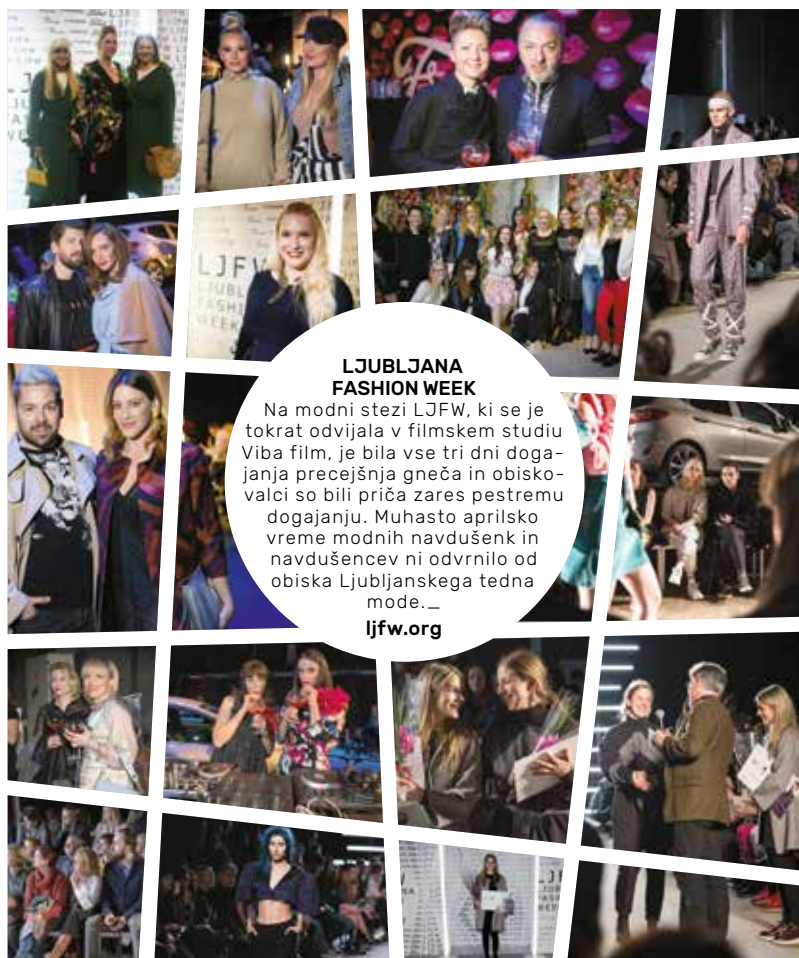 LJFW
LJUBL
FASHI
WEEK
LJUBLJANA
FASHION WEEK
Na modni stezi LJFW, ki se je
tokrat odvijala v filmskem studiu
Viba film, je bila vse tri dni doga-
janja precejšnja gneča in obisko-
valci so bili priča zares pestremu
dogajanju. Muhasto aprilsko
vreme modnih navdušenk in
navdušencev ni odvrnilo od
obiska Ljubljanskega tedna
mode._
ljfw.org